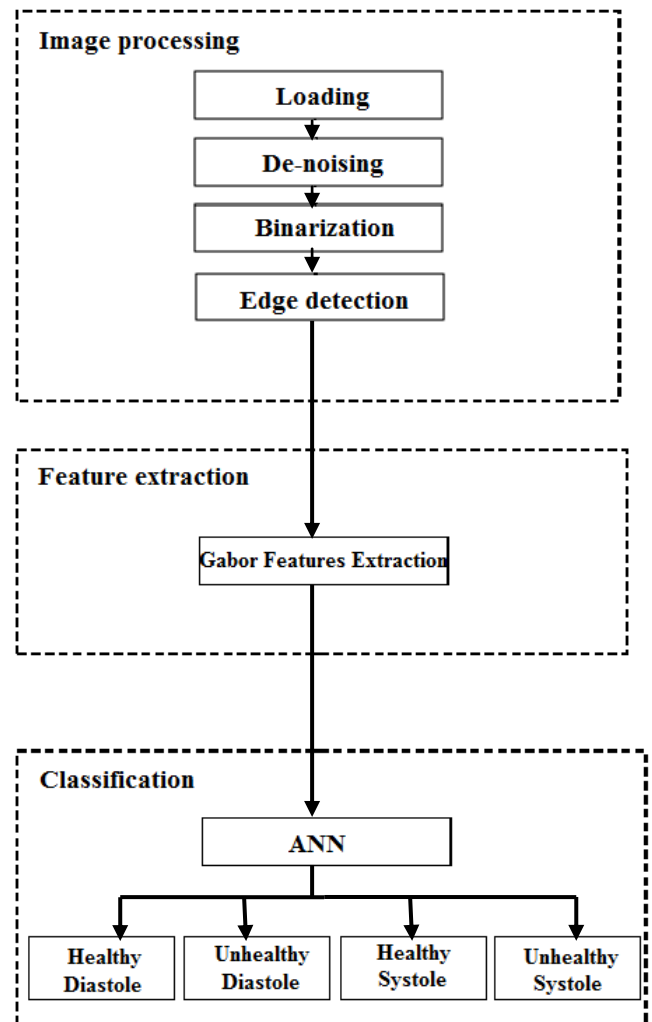 Image processing
Loading
De-noising
Binarization
Edge detection
Feature extraction
Gabor Features Extraction
Classification
ANN
Healthy
Diastole
Unhealthy
Diastole
Healthy
Systole
Unhealthy
Systole